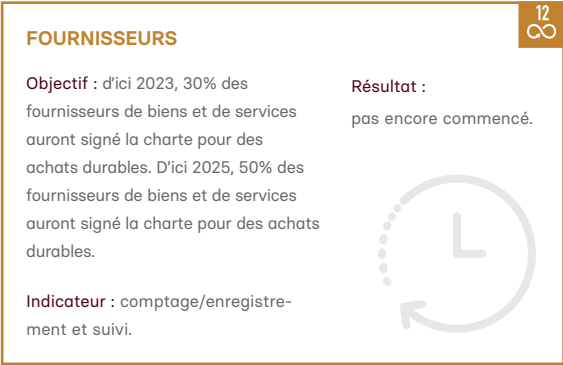 12
FOURNISSEURS
Objectif : d'ici 2023, 30% des
fournisseurs de biens et de services
auront signé la charte pour des
achats durables. D'ici 2025, 50% des
fournisseurs de biens et de services
auront signé la charte pour des achats
durables.
Indicateur : comptage/enregistre-
ment et suivi.
Résultat :
pas encore commencé.